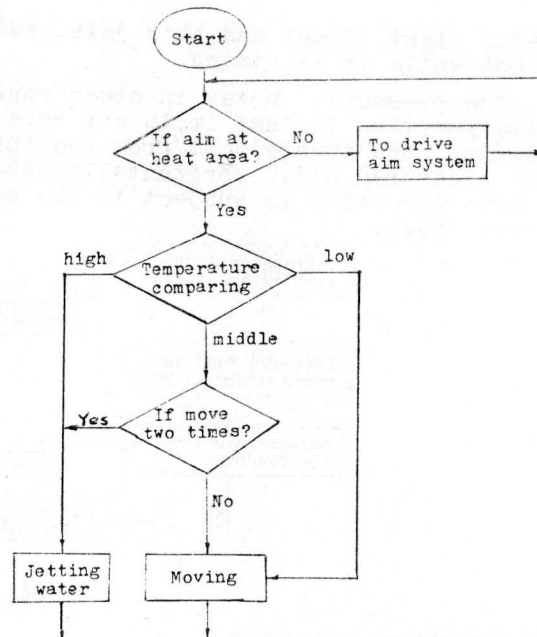 Start
If aim at
heat area?
No
To drive
aim system
Yes
high
Temperature
comparing
low
middle
Yes
If move
two times?
No
Jetting
water
Moving